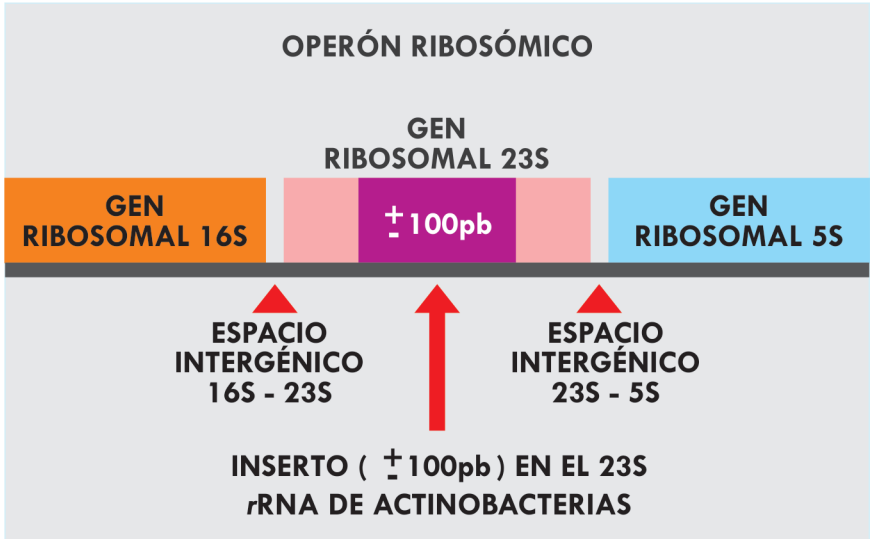 OPERÓN RIBOSÓMICO
GEN
RIBOSOMAL 23S
GEN
RIBOSOMAL 16S
±100pb
GEN
RIBOSOMAL 5S
ESPACIO
INTERGÉNICO
16S - 23S
ESPACIO
INTERGÉNICO
23S - 5S
INSERTO ( ±100pb ) EN EL 23S
rRNA DE ACTINOBACTERIAS